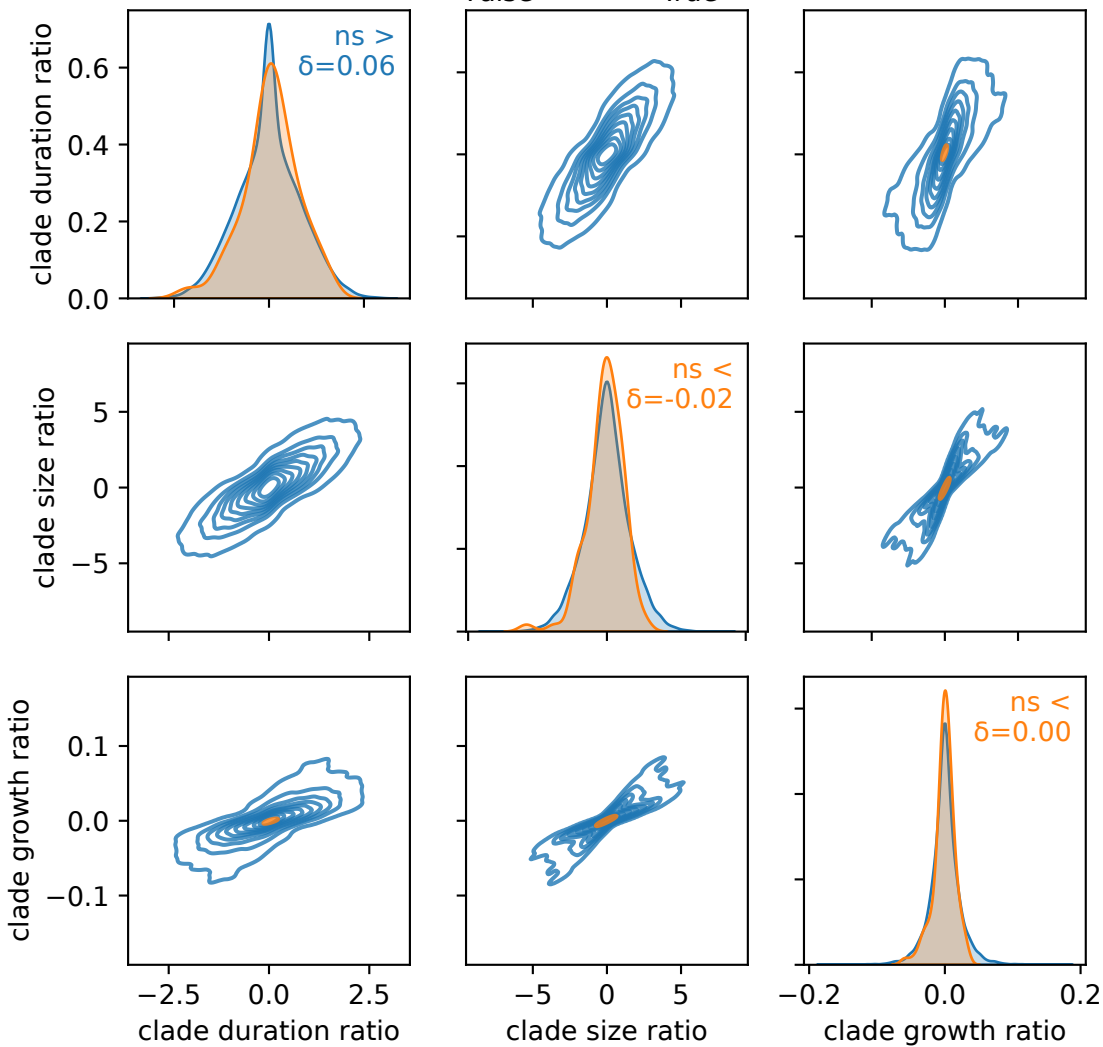 False True
clade duration ratio
0.6
0.4
0.2
0.0
ns >
δ=0.06
clade size ratio
5
0
−5
ns <
δ=-0.02
clade growth ratio
0.1
0.0
−0.1
ns <
δ=0.00
−2.5 0.0 2.5
−5 0 5
−0.2 0.0 0.2
clade duration ratio
clade size ratio
clade growth ratio